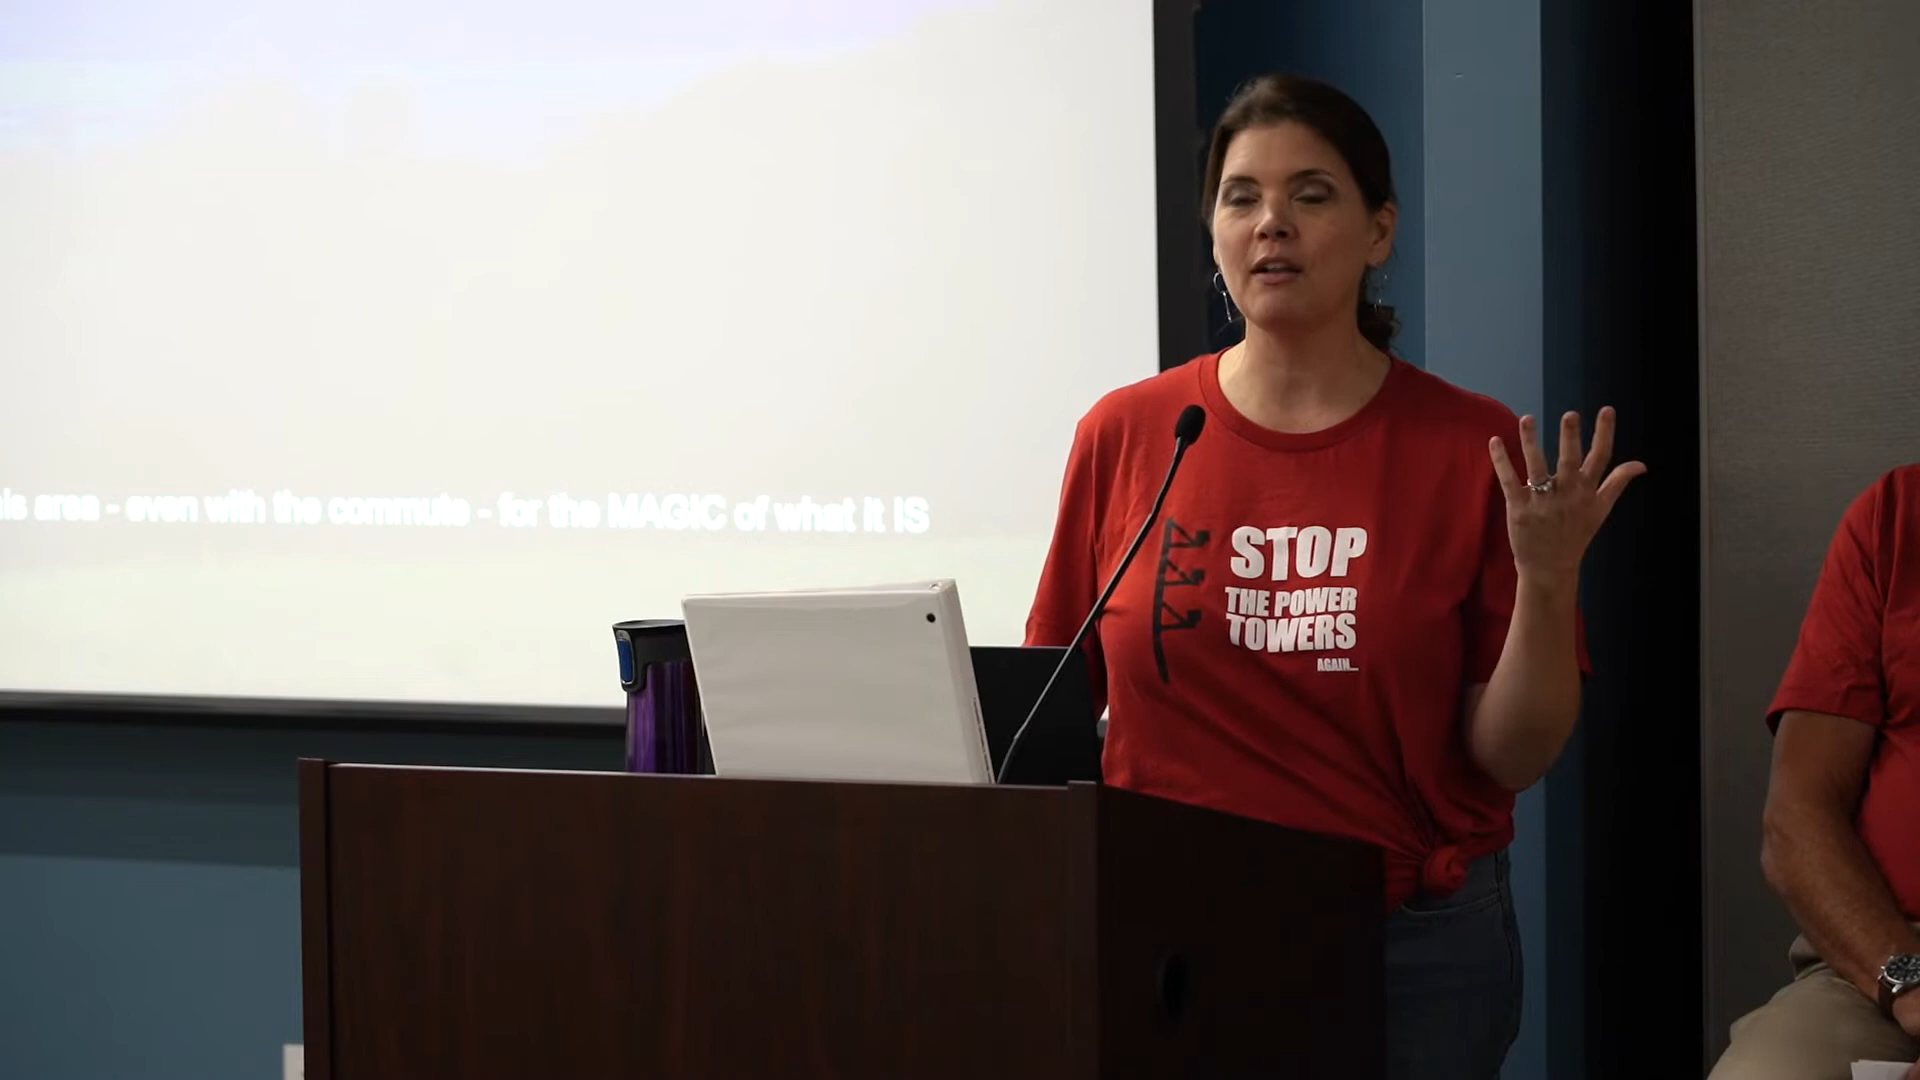 area - even with the commute - for the MAGIC of what it IS
STOP
THE POWER
TOWERS
AGAIN...